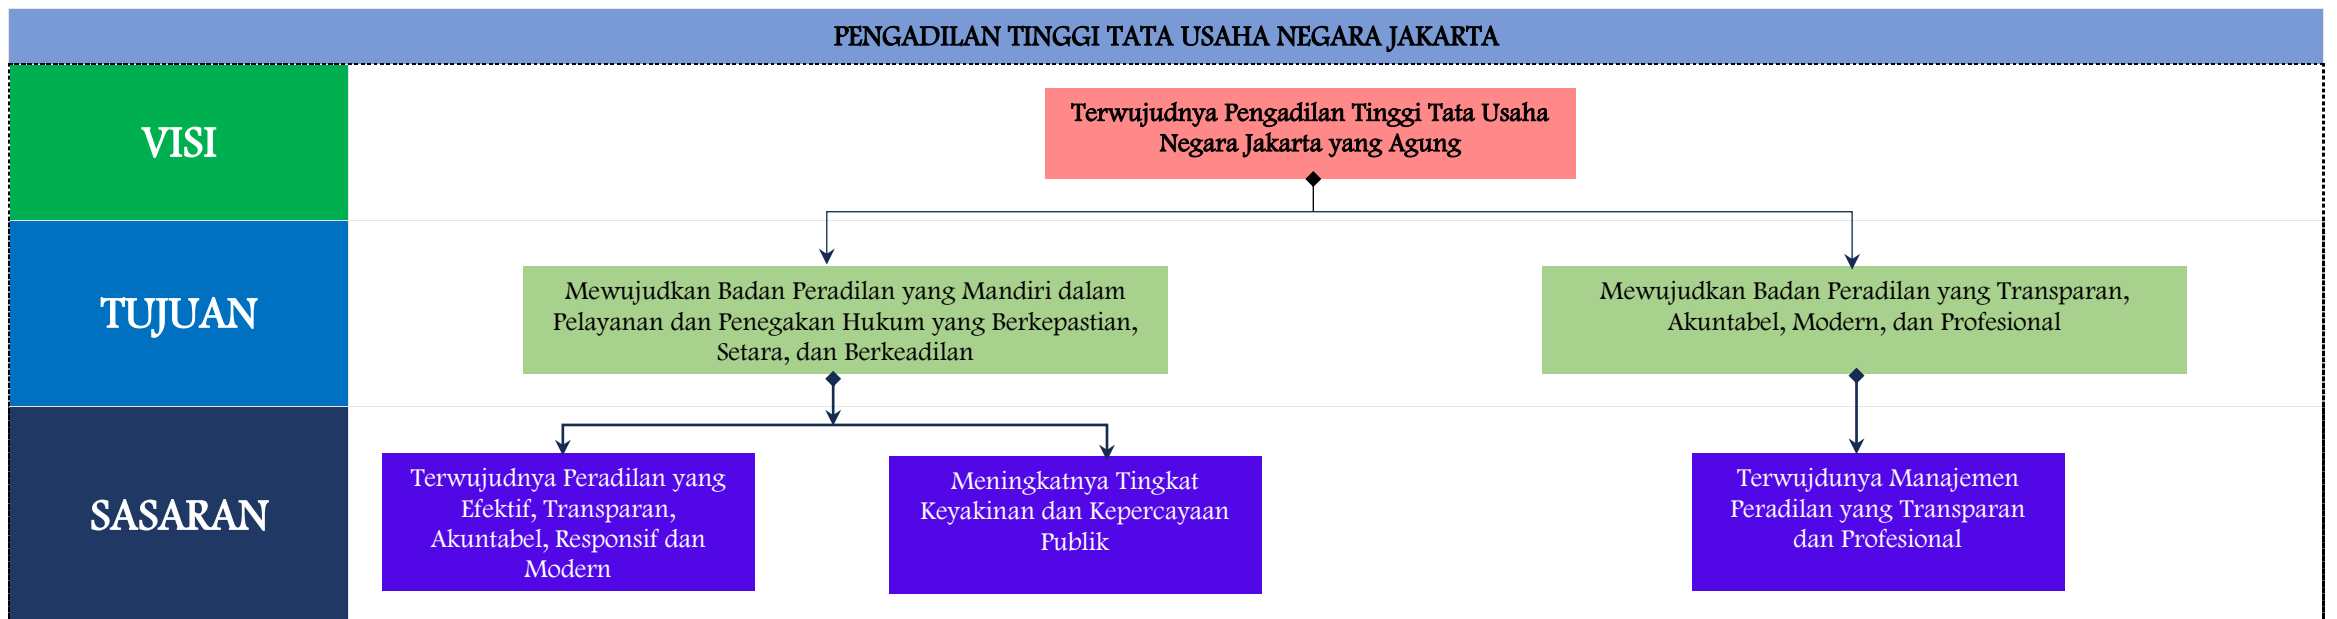 PENGADILAN TINGGI TATA USAHA NEGARA JAKARTA
VISI
Terwujudnya Pengadilan Tinggi Tata Usaha
Negara Jakarta yang Agung
TUJUAN
Mewujudkan Badan Peradilan yang Mandiri dalam
Pelayanan dan Penegakan Hukum yang Berkepastian,
Setara, dan Berkeadilan
Mewujudkan Badan Peradilan yang Transparan,
Akuntabel, Modern, dan Profesional
SASARAN
Terwujudnya Peradilan yang
Efektif, Transparan,
Akuntabel, Responsif dan
Modern
Meningkatnya Tingkat
Keyakinan dan Kepercayaan
Publik
Terwujdunya Manajemen
Peradilan yang Transparan
dan Profesional